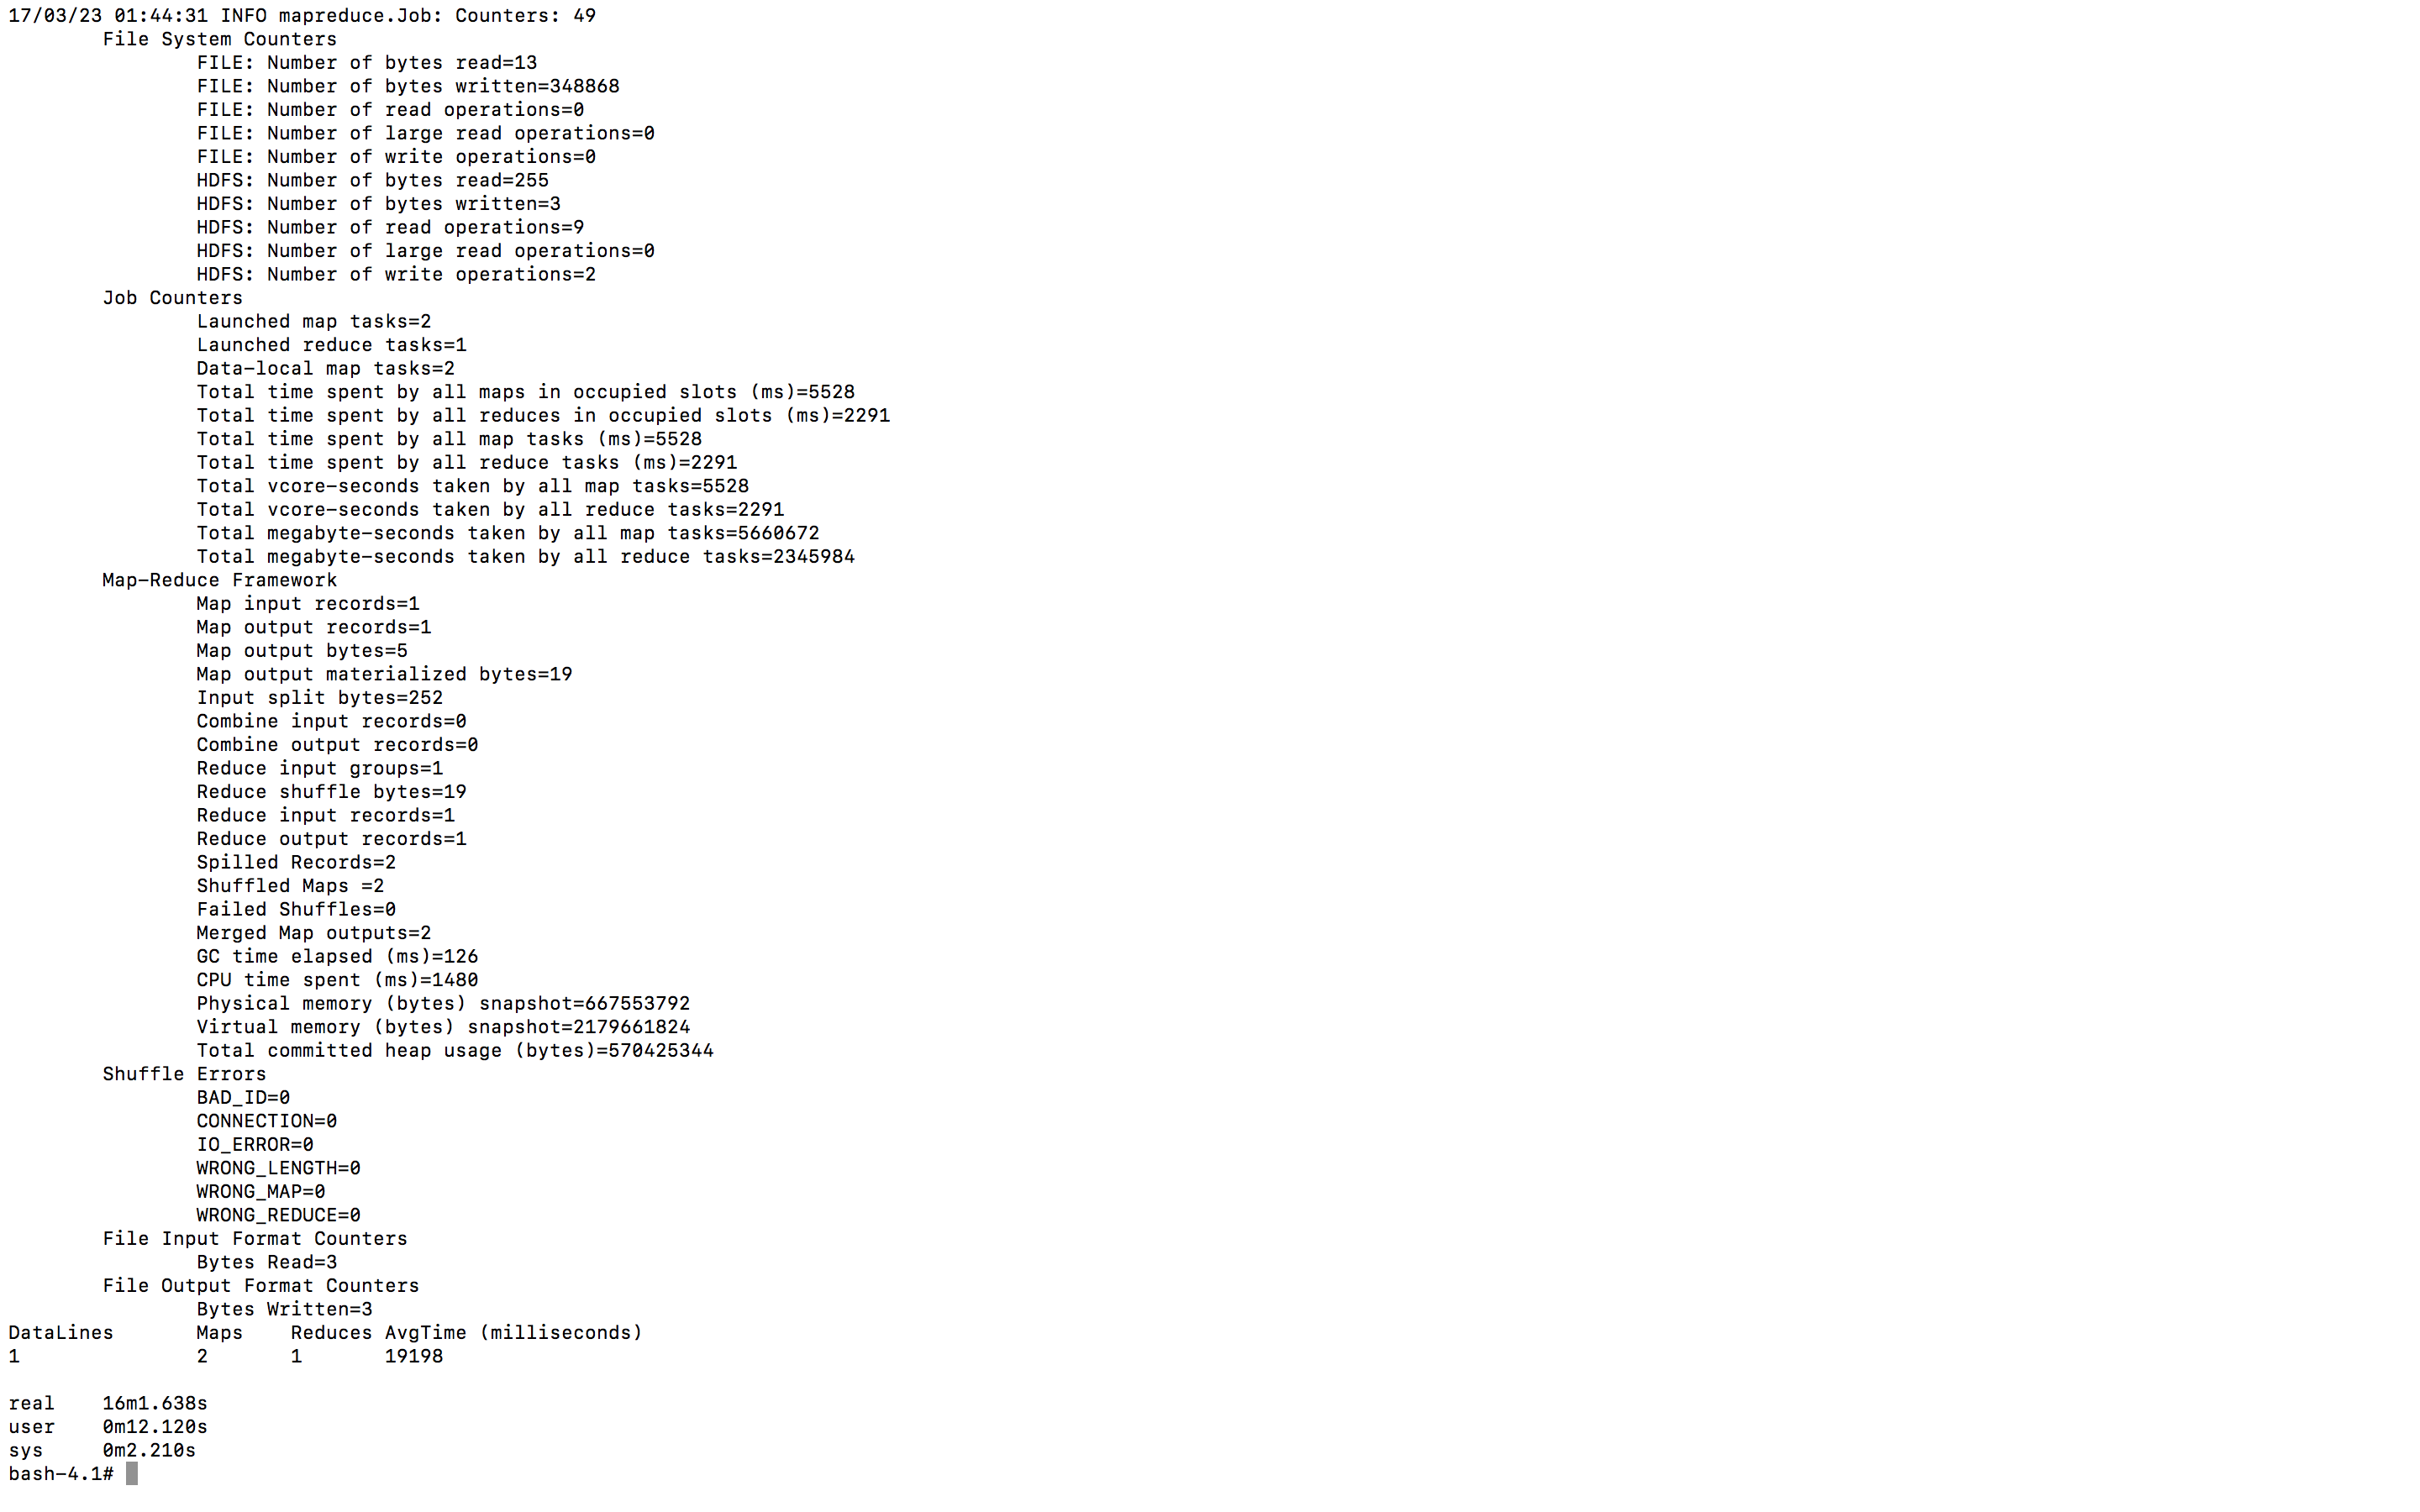 17/03/23 01:44:31 INFO mapreduce.Job: Counters: 49
File System Counters
FILE: Number of bytes read=13
FILE: Number of bytes written=348868
FILE: Number of read operations=0
FILE: Number of large read operations=0
FILE: Number of write operations=0
HDFS: Number of bytes read=255
HDFS: Number of bytes written=3
HDFS: Number of read operations=9
HDFS: Number of large read operations=0
HDFS: Number of write operations=2
Job Counters
Launched map tasks=2
Launched reduce tasks=1
Data-local map tasks=2
Total time spent by all maps in occupied slots (ms)=5528
Total time spent by all reduces in occupied slots (ms)=2291
Total time spent by all map tasks (ms)=5528
Total time spent by all reduce tasks (ms)=2291
Total vcore-seconds taken by all map tasks=5528
Total vcore-seconds taken by all reduce tasks=2291
Total megabyte-seconds taken by all map tasks=5660672
Total megabyte-seconds taken by all reduce tasks=2345984
Map-Reduce Framework
Map input records=1
Map output records=1
Map output bytes=5
Map output materialized bytes=19
Input split bytes=252
Combine input records=0
Combine output records=0
Reduce input groups=1
Reduce shuffle bytes=19
Reduce input records=1
Reduce output records=1
Spilled Records=2
Shuffled Maps =2
Failed Shuffles=0
Merged Map outputs=2
GC time elapsed (ms)=126
CPU time spent (ms)=1480
Physical memory (bytes) snapshot=667553792
Virtual memory (bytes) snapshot=2179661824
Total committed heap usage (bytes)=570425344
Shuffle Errors
BAD_ID=0
CONNECTION=0
IO_ERROR=0
WRONG_LENGTH=0
WRONG_MAP=0
WRONG_REDUCE=0
File Input Format Counters
Bytes Read=3
File Output Format Counters
Bytes Written=3
DataLines Maps Reduces AvgTime (milliseconds)
1 2 1 19198
real 16m1.638s
user 0m12.120s
sys 0m2.210s
bash-4.1#